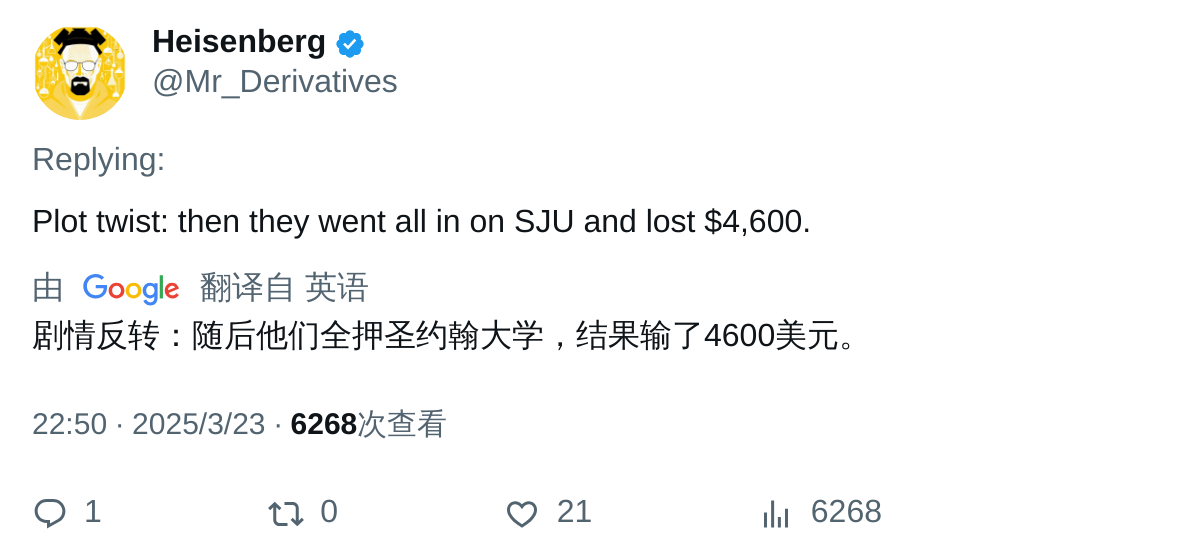 Heisenberg
@Mr_Derivatives
Replying:
Plot twist: then they went all in on SJU and lost $4,600.
由 Google 翻译自 英语
剧情反转：随后他们全押圣约翰大学，结果输了4600美元。
22:50 · 2025/3/23 · 6268次查看
1 0 21 6268